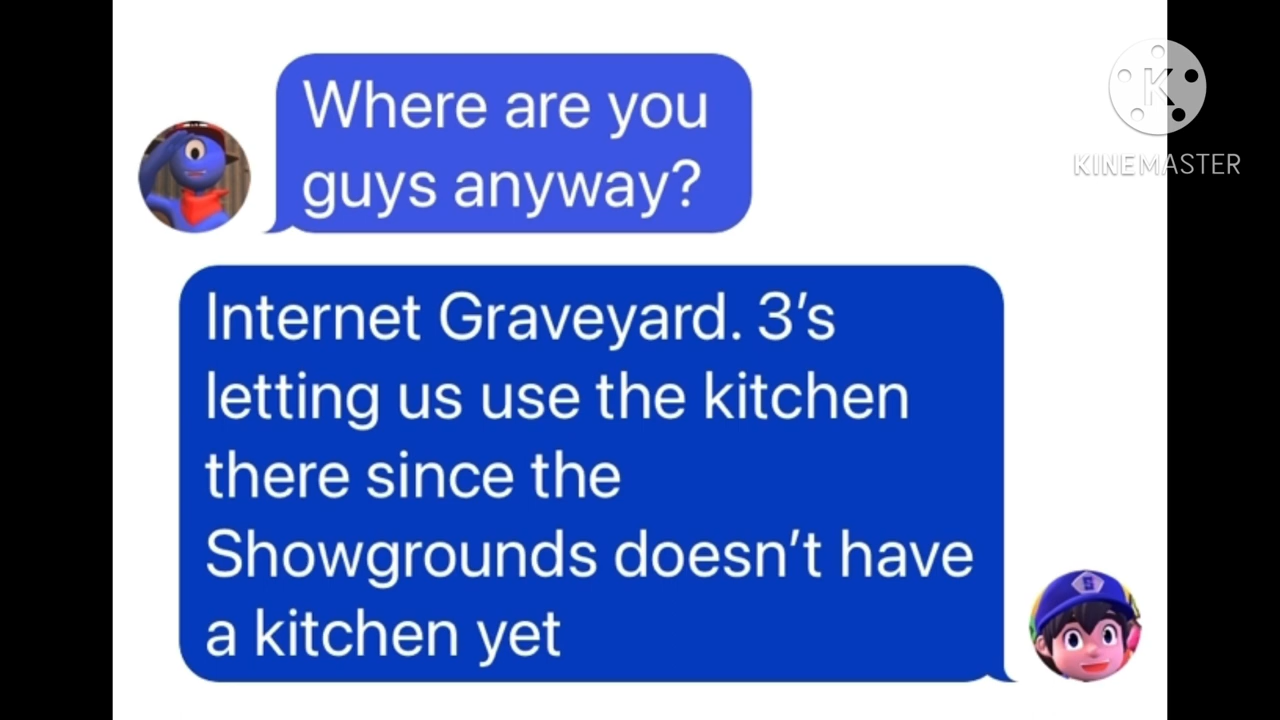 Where are you
guys anyway?
K
KINEMASTER
Internet Graveyard. 3’s
letting us use the kitchen
there since the
Showgrounds doesn’t have
a kitchen yet
S